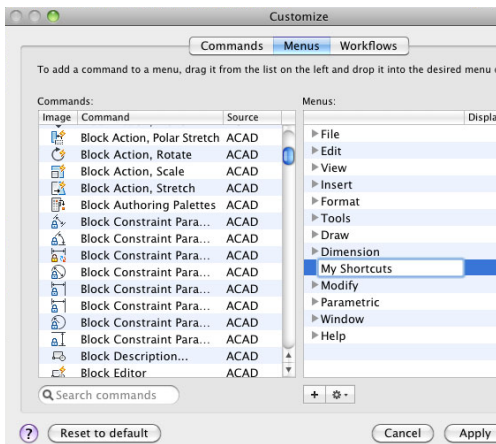 Customize
Commands Menus Workflows
To add a command to a menu, drag it from the list on the left and drop it into the desired menu
Commands:
Image Command Source
Block Action, Polar Stretch ACAD
Block Action, Rotate ACAD
Block Action, Scale ACAD
Block Action, Stretch ACAD
Block Authoring Palettes ACAD
Block Constraint Para... ACAD
Block Constraint Para... ACAD
Block Constraint Para... ACAD
Block Constraint Para... ACAD
Block Constraint Para... ACAD
Block Constraint Para... ACAD
Block Constraint Para... ACAD
Block Constraint Para... ACAD
Block Description... ACAD
Block Editor ACAD
Search commands
Menus:
Displa
File
Edit
View
Insert
Format
Tools
Draw
Dimension
My Shortcuts
Modify
Parametric
Window
Help
+
? Reset to default Cancel Apply